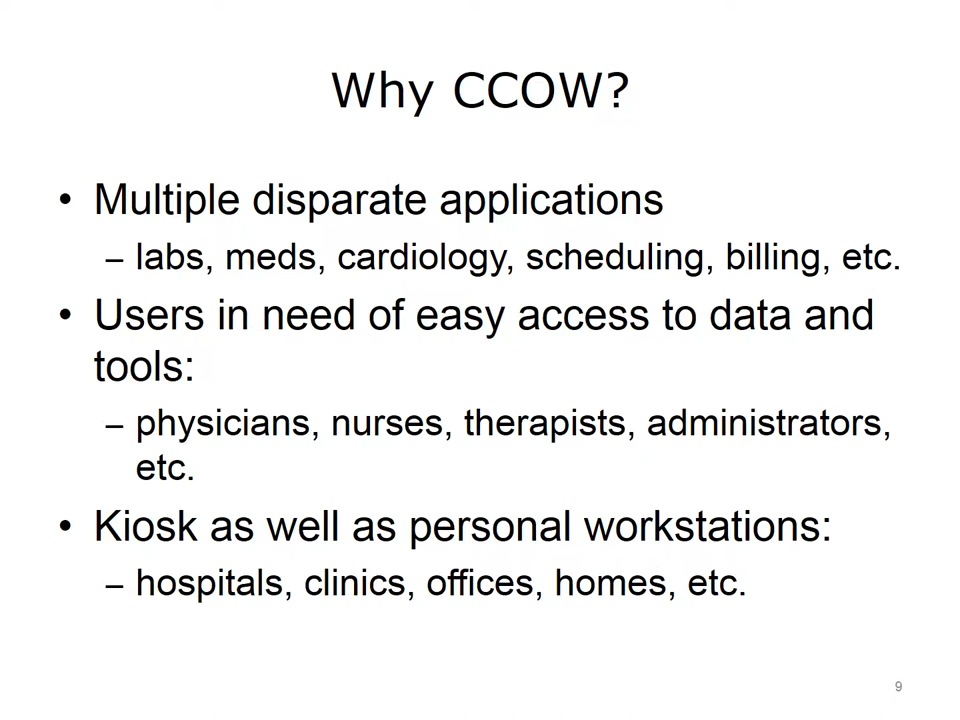 Why CCOW?
• Multiple disparate applications
– labs, meds, cardiology, scheduling, billing, etc.
• Users in need of easy access to data and
tools:
– physicians, nurses, therapists, administrators,
etc.
• Kiosk as well as personal workstations:
– hospitals, clinics, offices, homes, etc.
9